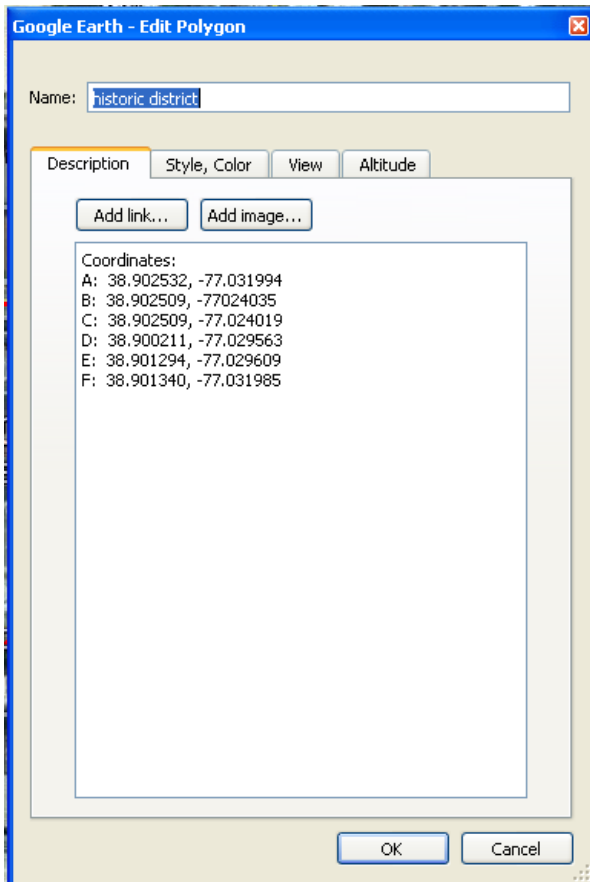 Google Earth - Edit Polygon
Name: historic district
Description Style, Color View Altitude
Add link... Add image...
Coordinates:
A: 38.902532, -77.031994
B: 38.902509, -77024035
C: 38.902509, -77.024019
D: 38.900211, -77.029563
E: 38.901294, -77.029609
F: 38.901340, -77.031985
OK Cancel